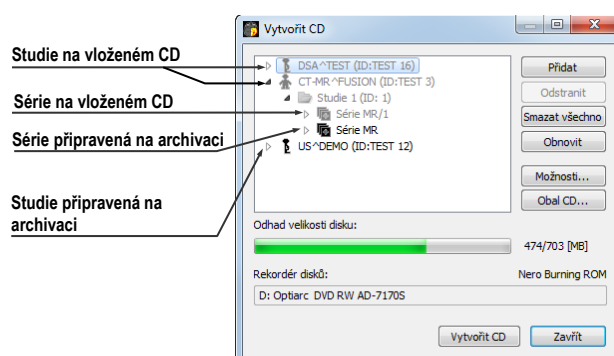 Vytvořit CD
Studie na vloženém CD
Série na vloženém CD
Série připravená na archivaci
Studie připravená na
archivaci
DSA^TEST (ID:TEST 16)
CT-MR^FUSION (ID:TEST 3)
Studie 1 (ID: 1)
Série MR/1
Série MR
US^DEMO (ID:TEST 12)
Přidat
Odstranit
Smazat všechno
Obnovit
Možnosti...
Obal CD...
Odhad velikosti disku:
474/703 [MB]
Rekordér disků:
Nero Burning ROM
D: Optiarc DVD RW AD-7170S
Vytvořit CD
Zavřít